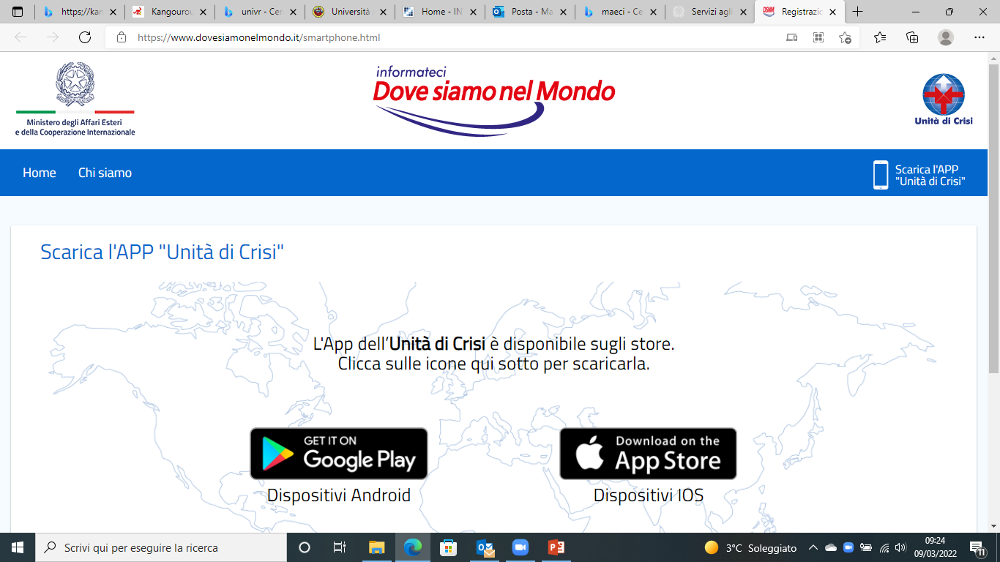 https://kan
Kangourou
univr - Cen
Università
Home - IN
Posta - Ma
maeci - Ce
Servizi agli
DSNM
Registrazio
https://www.dovesiamonelmondo.it/smartphone.html
Ministero degli Affari Esteri
e della Cooperazione Internazionale
informateci
Dove siamo nel Mondo
Unità di Crisi
Home
Chi siamo
Scarica l'APP
"Unità di Crisi"
Scarica l'APP "Unità di Crisi"
L'App dell'Unità di Crisi è disponibile sugli store.
Clicca sulle icone qui sotto per scaricarla.
GET IT ON
Google Play
Download on the
App Store
Dispositivi Android
Dispositivi IOS
Scrivi qui per eseguire la ricerca
3°C Soleggiato
09:24
09/03/2022
11